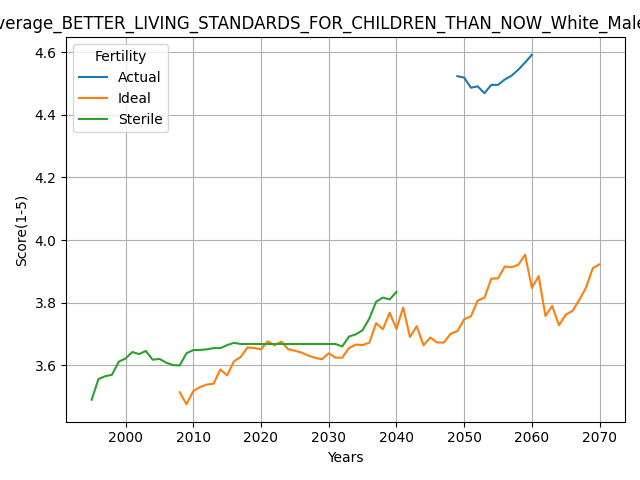 verage_BETTER_LIVING_STANDARDS_FOR_CHILDREN_THAN_NOW_White_Male
Fertility
Actual
Ideal
Sterile
4.6
4.4
4.2
4.0
3.8
3.6
Score(1-5)
2000 2010 2020 2030 2040 2050 2060 2070
Years